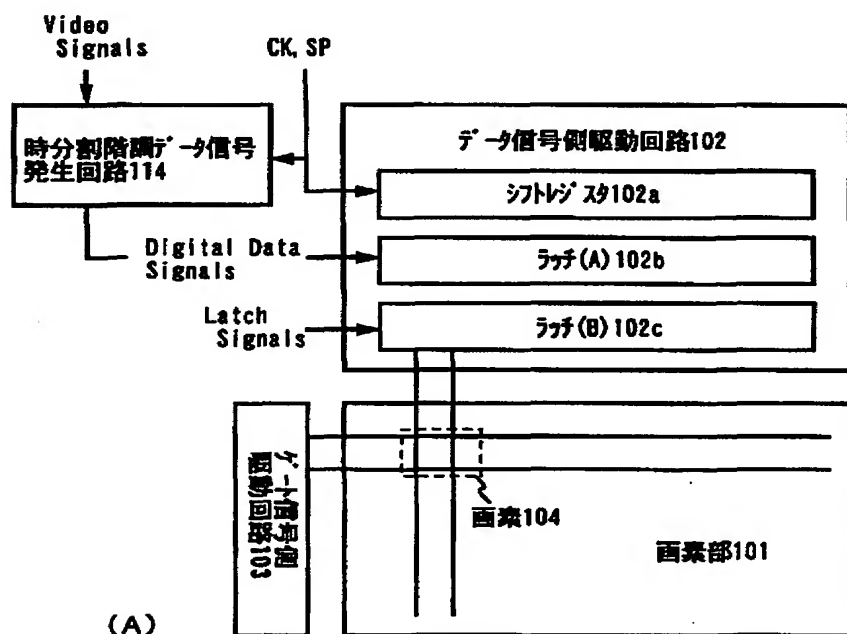 Video
Signals
CK, SP
時分割階調ﾃﾞｰﾀ信号
発生回路114
ﾃﾞｰﾀ信号側駆動回路102
ｼﾌﾄﾚｼﾞｽﾀ102a
Digital Data
Signals
ﾗｯﾁ(A)102b
Latch
Signals
ﾗｯﾁ(B)102c
ｹﾞｰﾄ信号側
駆動回路103
画素104
画素部101
(A)